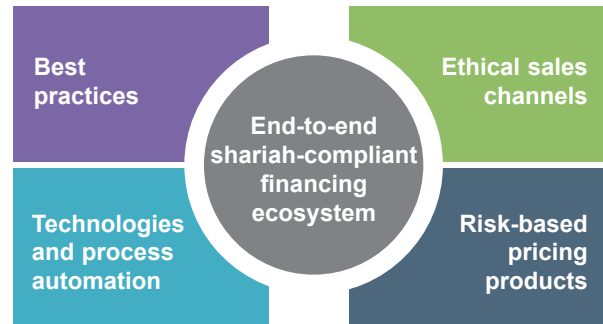 Best
practices
Ethical sales
channels
End-to-end
shariah-compliant
financing
ecosystem
Technologies
and process
automation
Risk-based
pricing
products